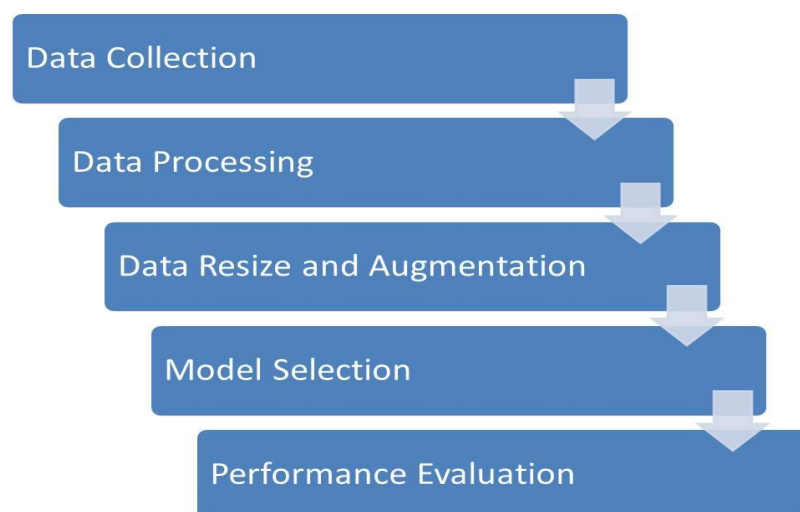 Data Collection
Data Processing
Data Resize and Augmentation
Model Selection
Performance Evaluation